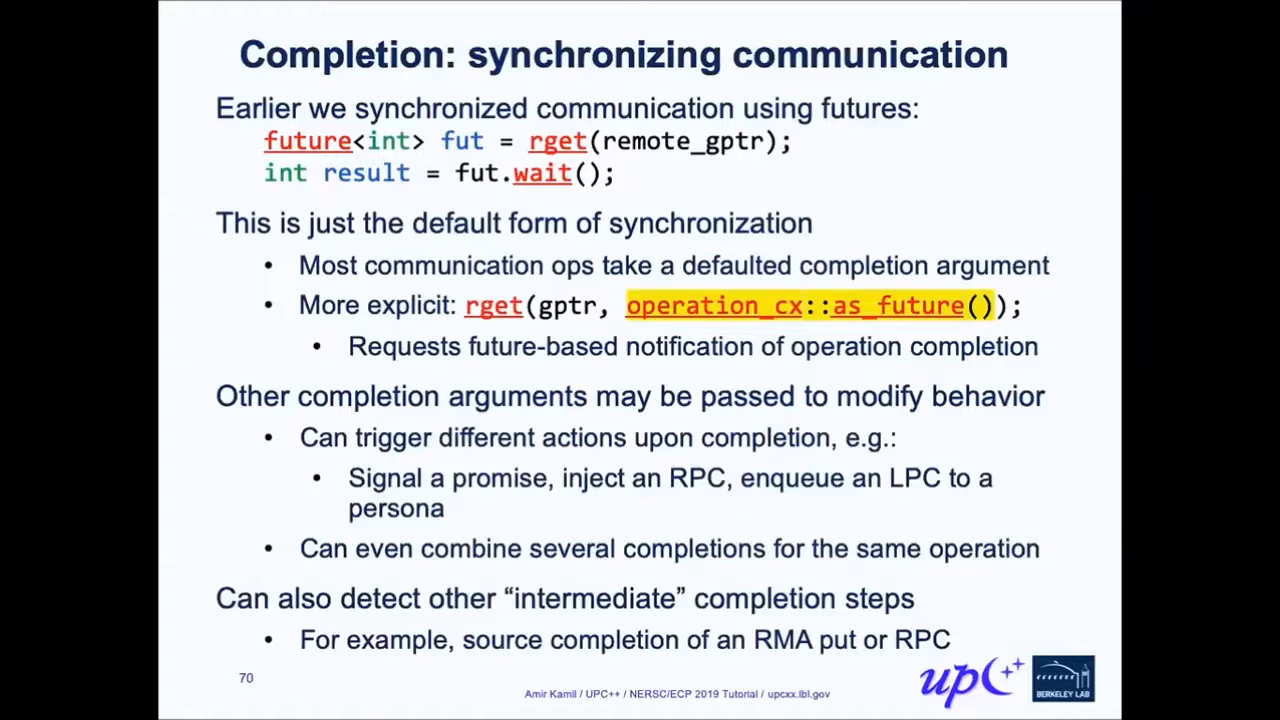 Completion: synchronizing communication
Earlier we synchronized communication using futures:
future<int> fut = rget(remote_gptr);
int result = fut.wait();
This is just the default form of synchronization
• Most communication ops take a defaulted completion argument
• More explicit: rget(gptr, operation_cx::as_future());
• Requests future-based notification of operation completion
Other completion arguments may be passed to modify behavior
• Can trigger different actions upon completion, e.g.:
• Signal a promise, inject an RPC, enqueue an LPC to a
persona
• Can even combine several completions for the same operation
Can also detect other “intermediate” completion steps
• For example, source completion of an RMA put or RPC
70
Amir Kamil / UPC++ / NERSC/ECP 2019 Tutorial / upcxx.lbl.gov
upC++
BERKELEY LAB